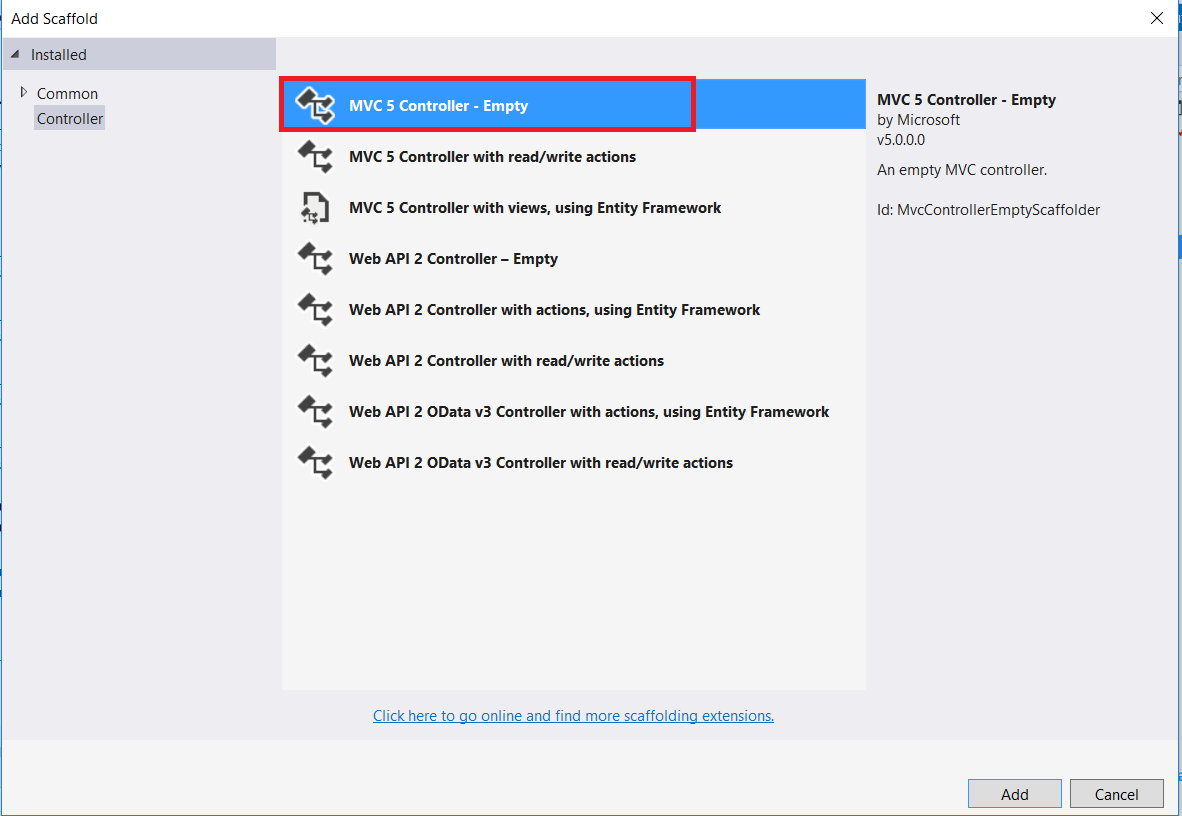 Add Scaffold
Installed
Common
Controller
MVC 5 Controller - Empty
MVC 5 Controller with read/write actions
MVC 5 Controller with views, using Entity Framework
Web API 2 Controller – Empty
Web API 2 Controller with actions, using Entity Framework
Web API 2 Controller with read/write actions
Web API 2 OData v3 Controller with actions, using Entity Framework
Web API 2 OData v3 Controller with read/write actions
Click here to go online and find more scaffolding extensions.
MVC 5 Controller - Empty
by Microsoft
v5.0.0.0
An empty MVC controller.
Id: MvcControllerEmptyScaffolder
Add
Cancel